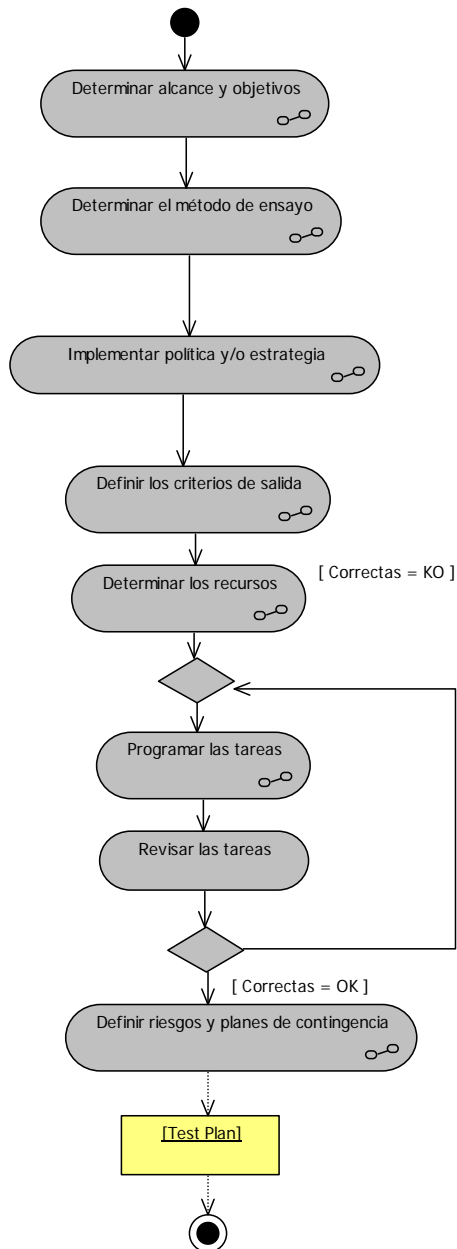 Determinar alcance y objetivos
Determinar el método de ensayo
Implementar política y/o estrategia
Definir los criterios de salida
Determinar los recursos
[ Correctas = KO ]
Programar las tareas
Revisar las tareas
[ Correctas = OK ]
Definir riesgos y planes de contingencia
[Test Plan]